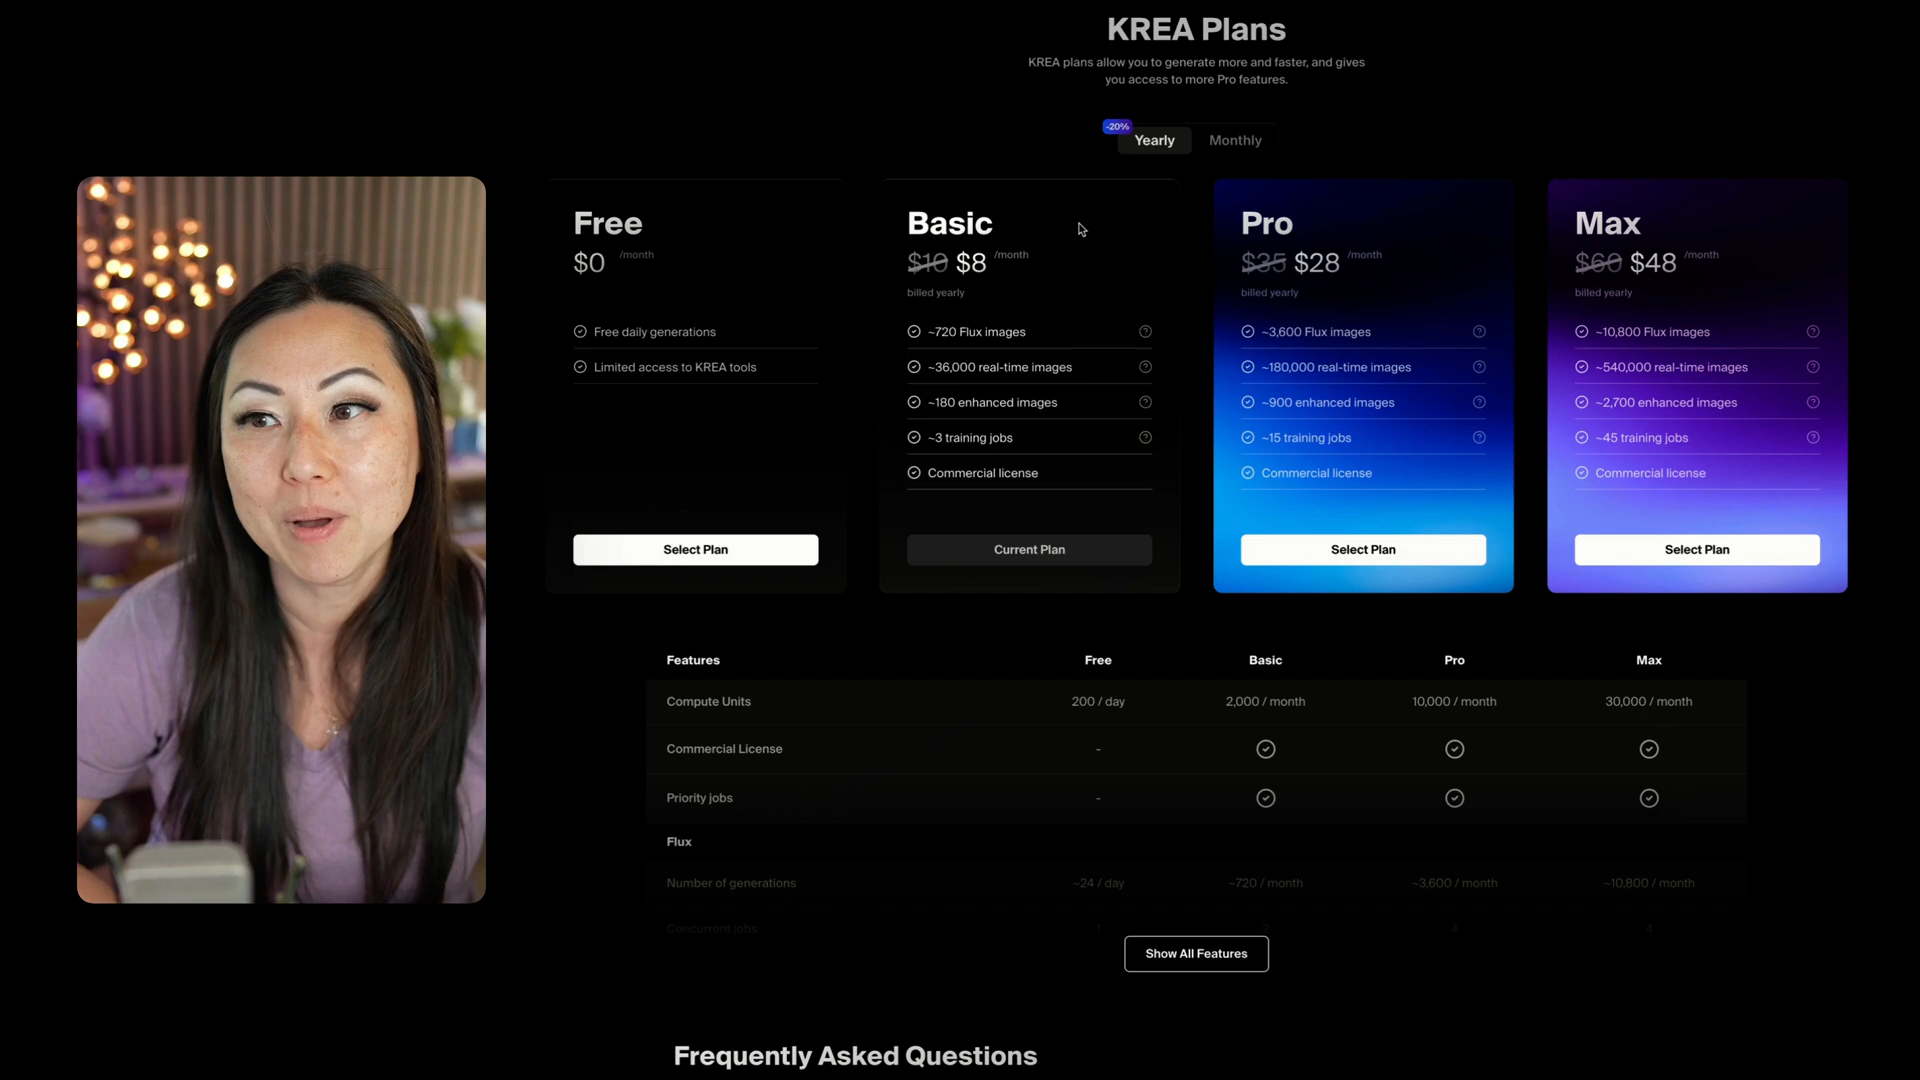 KREA Plans
KREA plans allow you to generate more and faster, and gives
you access to more Pro features.
-20%
Yearly
Monthly
Free
$0 /month
Free daily generations
Limited access to KREA tools
Select Plan
Basic
$10 $8 /month
billed yearly
~720 Flux images
~36,000 real-time images
~180 enhanced images
~3 training jobs
Commercial license
Current Plan
Pro
$35 $28 /month
billed yearly
~3,600 Flux images
~180,000 real-time images
~900 enhanced images
~15 training jobs
Commercial license
Select Plan
Max
$60 $48 /month
billed yearly
~10,800 Flux images
~540,000 real-time images
~2,700 enhanced images
~45 training jobs
Commercial license
Select Plan
Features Free Basic Pro Max
Compute Units 200 / day 2,000 / month 10,000 / month 30,000 / month
Commercial License -
Priority jobs -
Flux
Number of generations ~24 / day ~720 / month ~3,600 / month ~10,800 / month
Concurrent jobs 1 2 4 4
Show All Features
Frequently Asked Questions